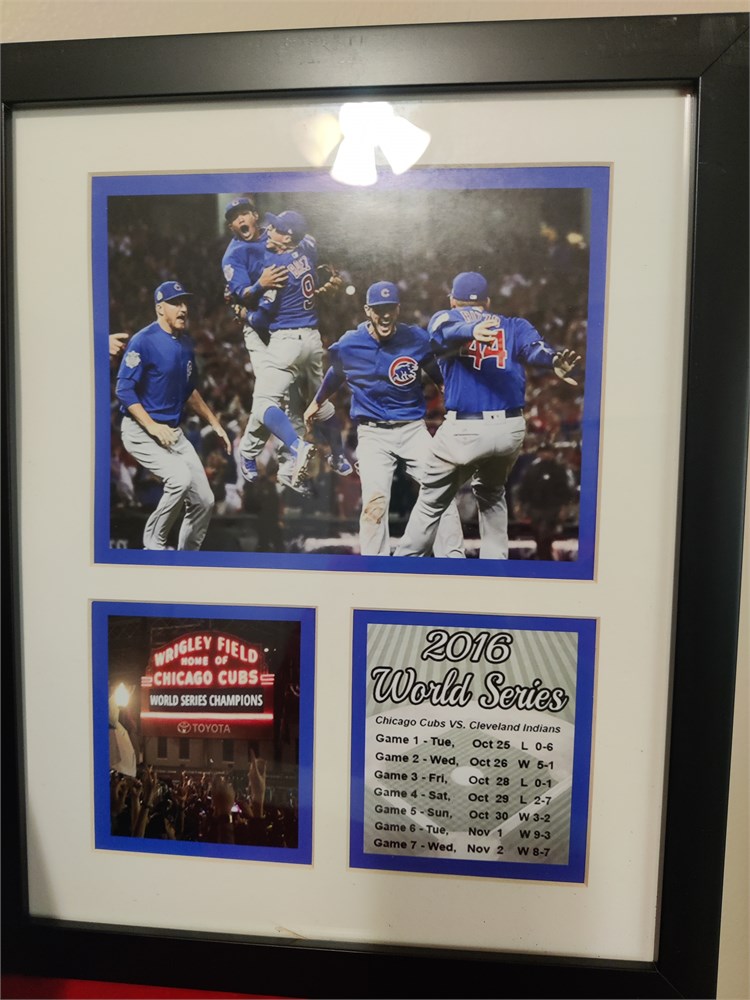 BAEZ
9
44
C
WRIGLEY FIELD
HOME OF
CHICAGO CUBS
WORLD SERIES CHAMPIONS
TOYOTA
2016
World Series
Chicago Cubs VS. Cleveland Indians
Game 1 - Tue, Oct 25 L 0-6
Game 2 - Wed, Oct 26 W 5-1
Game 3 - Fri, Oct 28 L 0-1
Game 4 - Sat, Oct 29 L 2-7
Game 5 - Sun, Oct 30 W 3-2
Game 6 - Tue, Nov 1 W 9-3
Game 7 - Wed, Nov 2 W 8-7